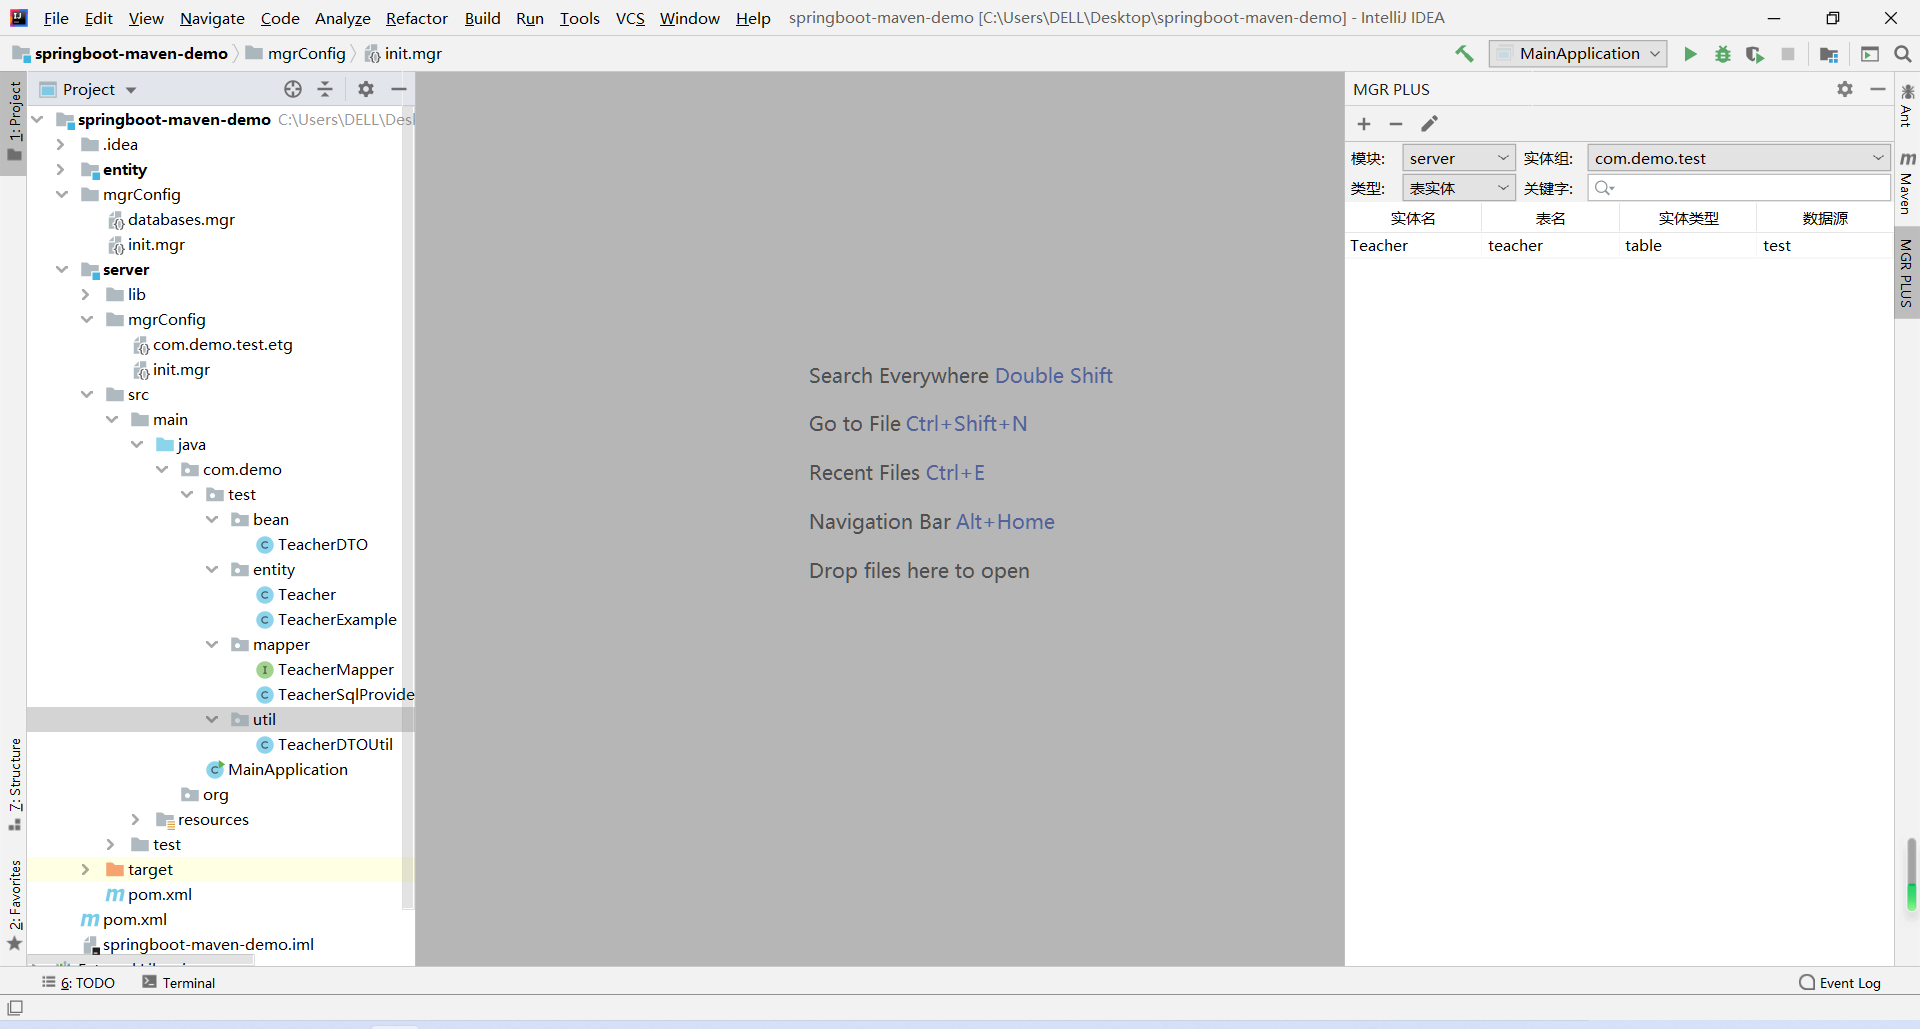 File Edit View Navigate Code Analyze Refactor Build Run Tools VCS Window Help springboot-maven-demo [C:\Users\DELL\Desktop\springboot-maven-demo] - IntelliJ IDEA
springboot-maven-demo mgrConfig init.mgr MainApplication
1: Project
Project
springboot-maven-demo C:\Users\DELL\Des
.idea
entity
mgrConfig
databases.mgr
init.mgr
server
lib
mgrConfig
com.demo.test.etg
init.mgr
src
main
java
com.demo
test
bean
TeacherDTO
entity
Teacher
TeacherExample
mapper
TeacherMapper
TeacherSqlProvide
util
TeacherDTOUtil
MainApplication
org
resources
test
target
pom.xml
pom.xml
springboot-maven-demo.iml
7: Structure
2: Favorites
Search Everywhere Double Shift
Go to File Ctrl+Shift+N
Recent Files Ctrl+E
Navigation Bar Alt+Home
Drop files here to open
MGR PLUS
模块: server 实体组: com.demo.test
类型: 表实体 关键字:
实体名 表名 实体类型 数据源
Teacher teacher table test
Ant
Maven
MGR PLUS
6: TODO Terminal Event Log